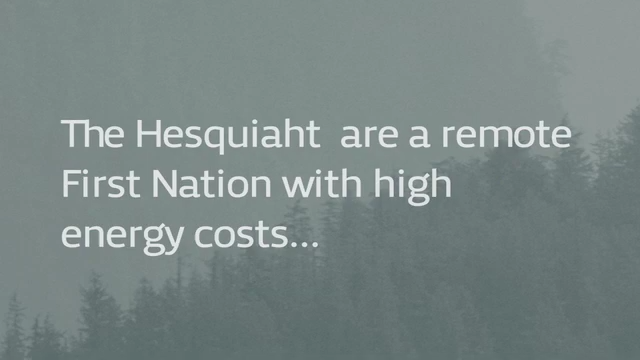 The Hesquiaht  are a remote
First Nation with high
energy costs...